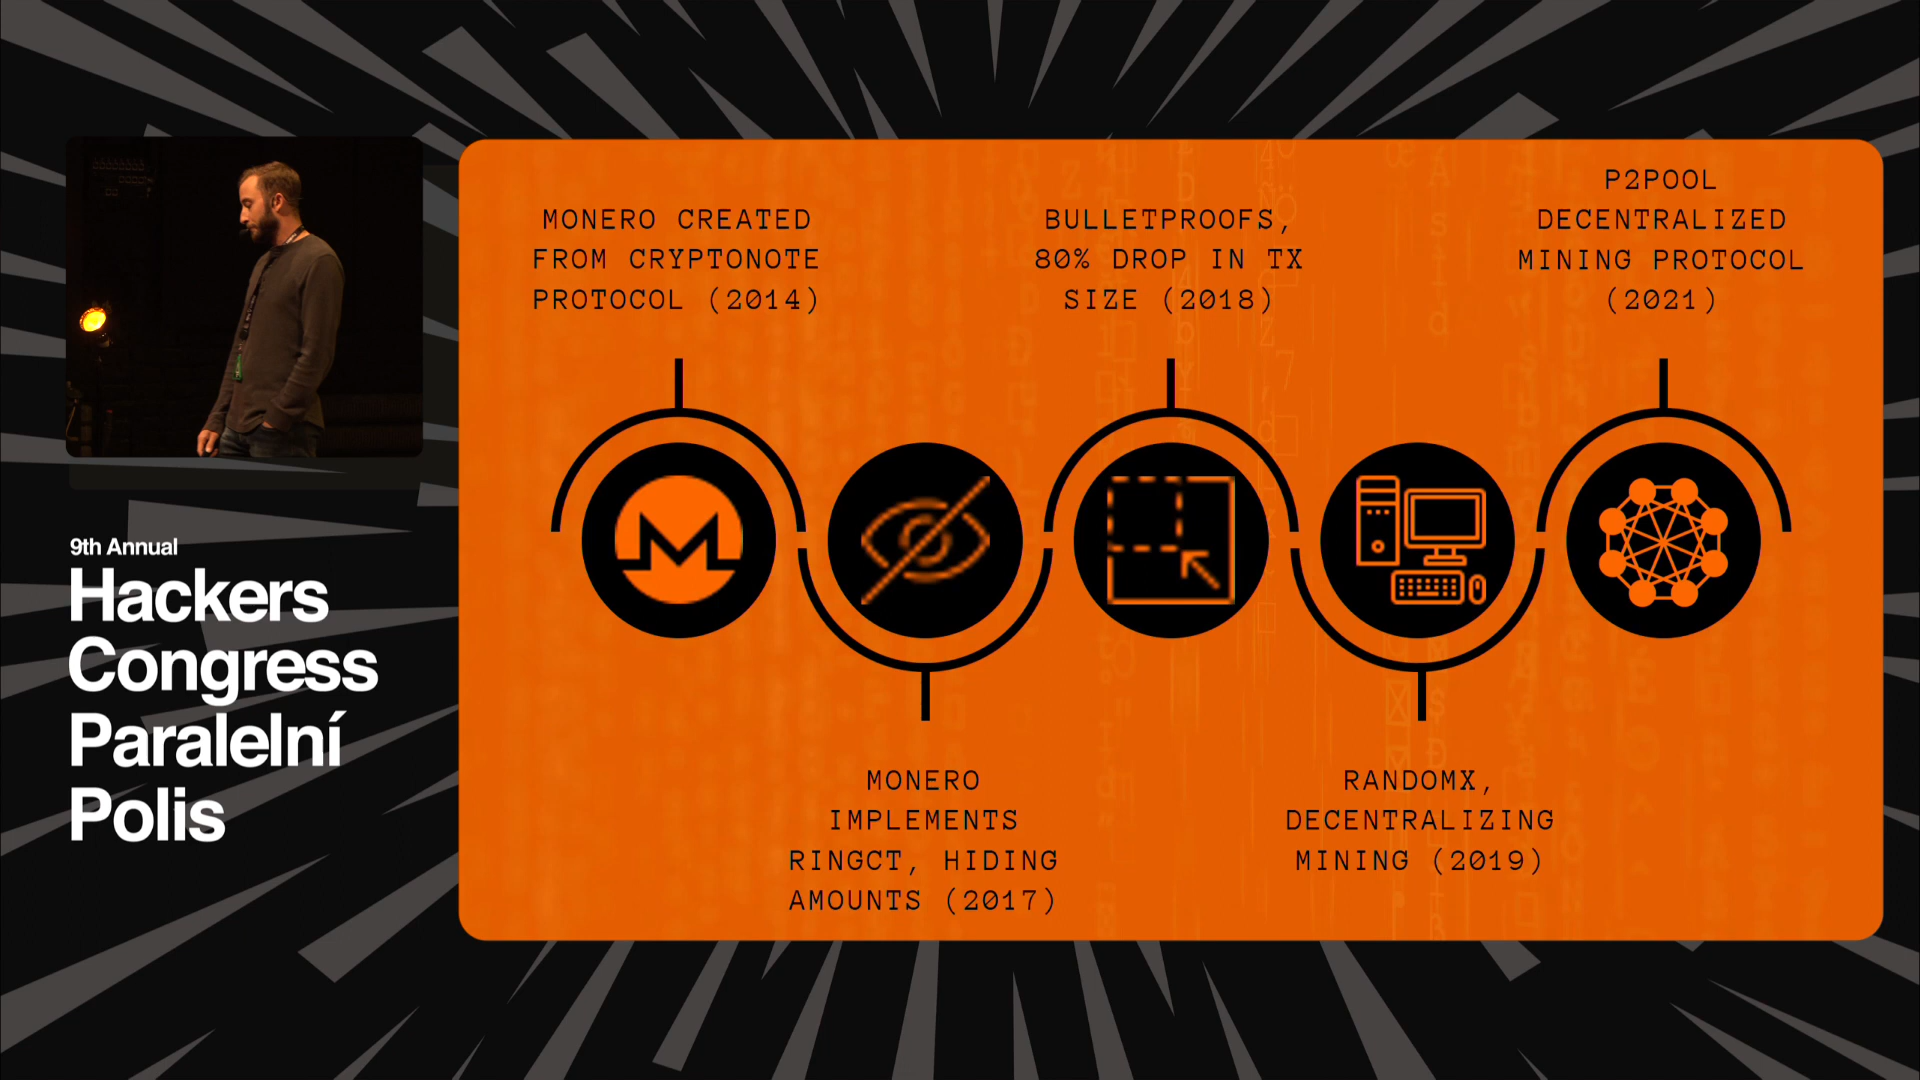 9th Annual
Hackers
Congress
Paralelní
Polis
MONERO CREATED
FROM CRYPTONOTE
PROTOCOL (2014)
MONERO
IMPLEMENTS
RINGCT, HIDING
AMOUNTS (2017)
BULLETPROOFS,
80% DROP IN TX
SIZE (2018)
RANDOMX,
DECENTRALIZING
MINING (2019)
P2POOL
DECENTRALIZED
MINING PROTOCOL
(2021)